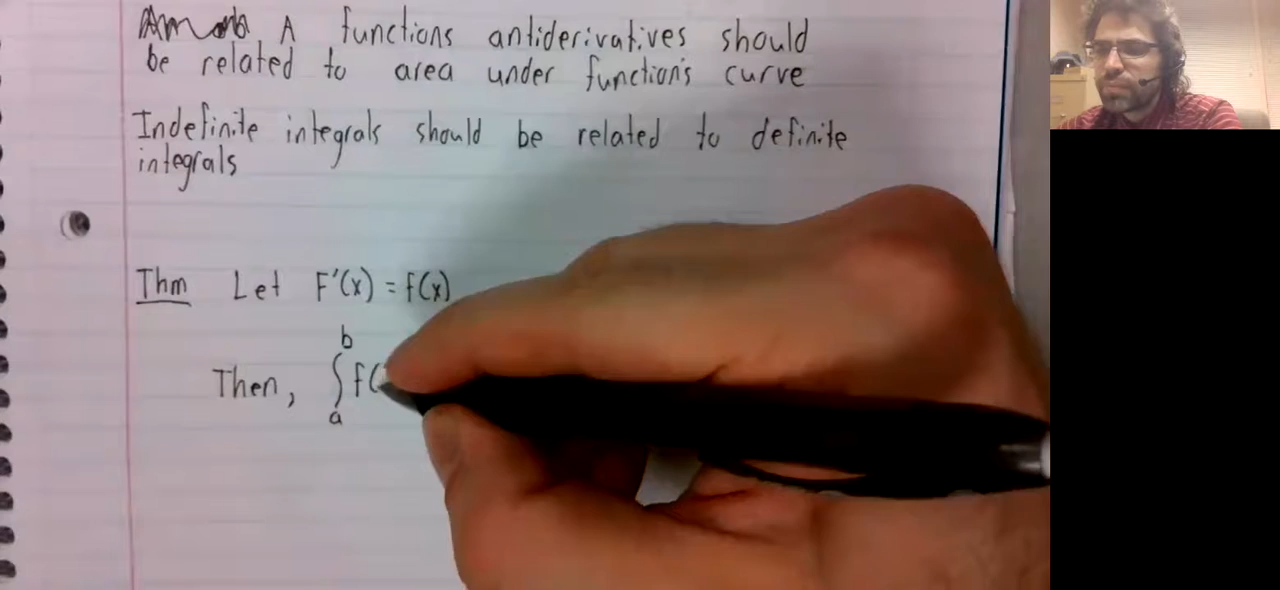 A functions antiderivatives should
be related to area under function's curve
Indefinite integrals should be related to definite
integrals
Thm Let F'(x) = f(x)
b
Then, ∫f(
a